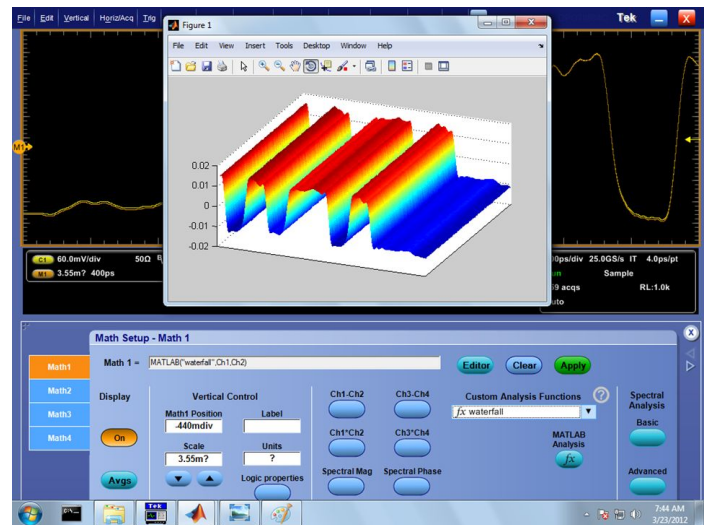 File Edit Vertical Horiz/Acq Trig
Tek
Figure 1
File Edit View Insert Tools Desktop Window Help
M1
0.02
0.01
0
-0.01
-0.02
C1 60.0mV/div 50Ω
M1 3.55m? 400ps
ps/div 25.0GS/s IT 4.0ps/pt
Sample
acqs RL:1.0k
Math Setup - Math 1
X
Math1
Math2
Math3
Math4
Math 1 = MATLAB("waterfall",Ch1,Ch2)
Editor Clear Apply
Display
On
Avgs
Vertical Control
Math1 Position Label
-440mdiv
Scale Units
3.55m? ?
Logic properties
Ch1-Ch2 Ch3-Ch4
Ch1*Ch2 Ch3*Ch4
Spectral Mag Spectral Phase
Custom Analysis Functions ?
fx waterfall
MATLAB
Analysis
fx
Spectral
Analysis
Basic
Advanced
C:\.
Tek
7:44 AM
3/23/2012